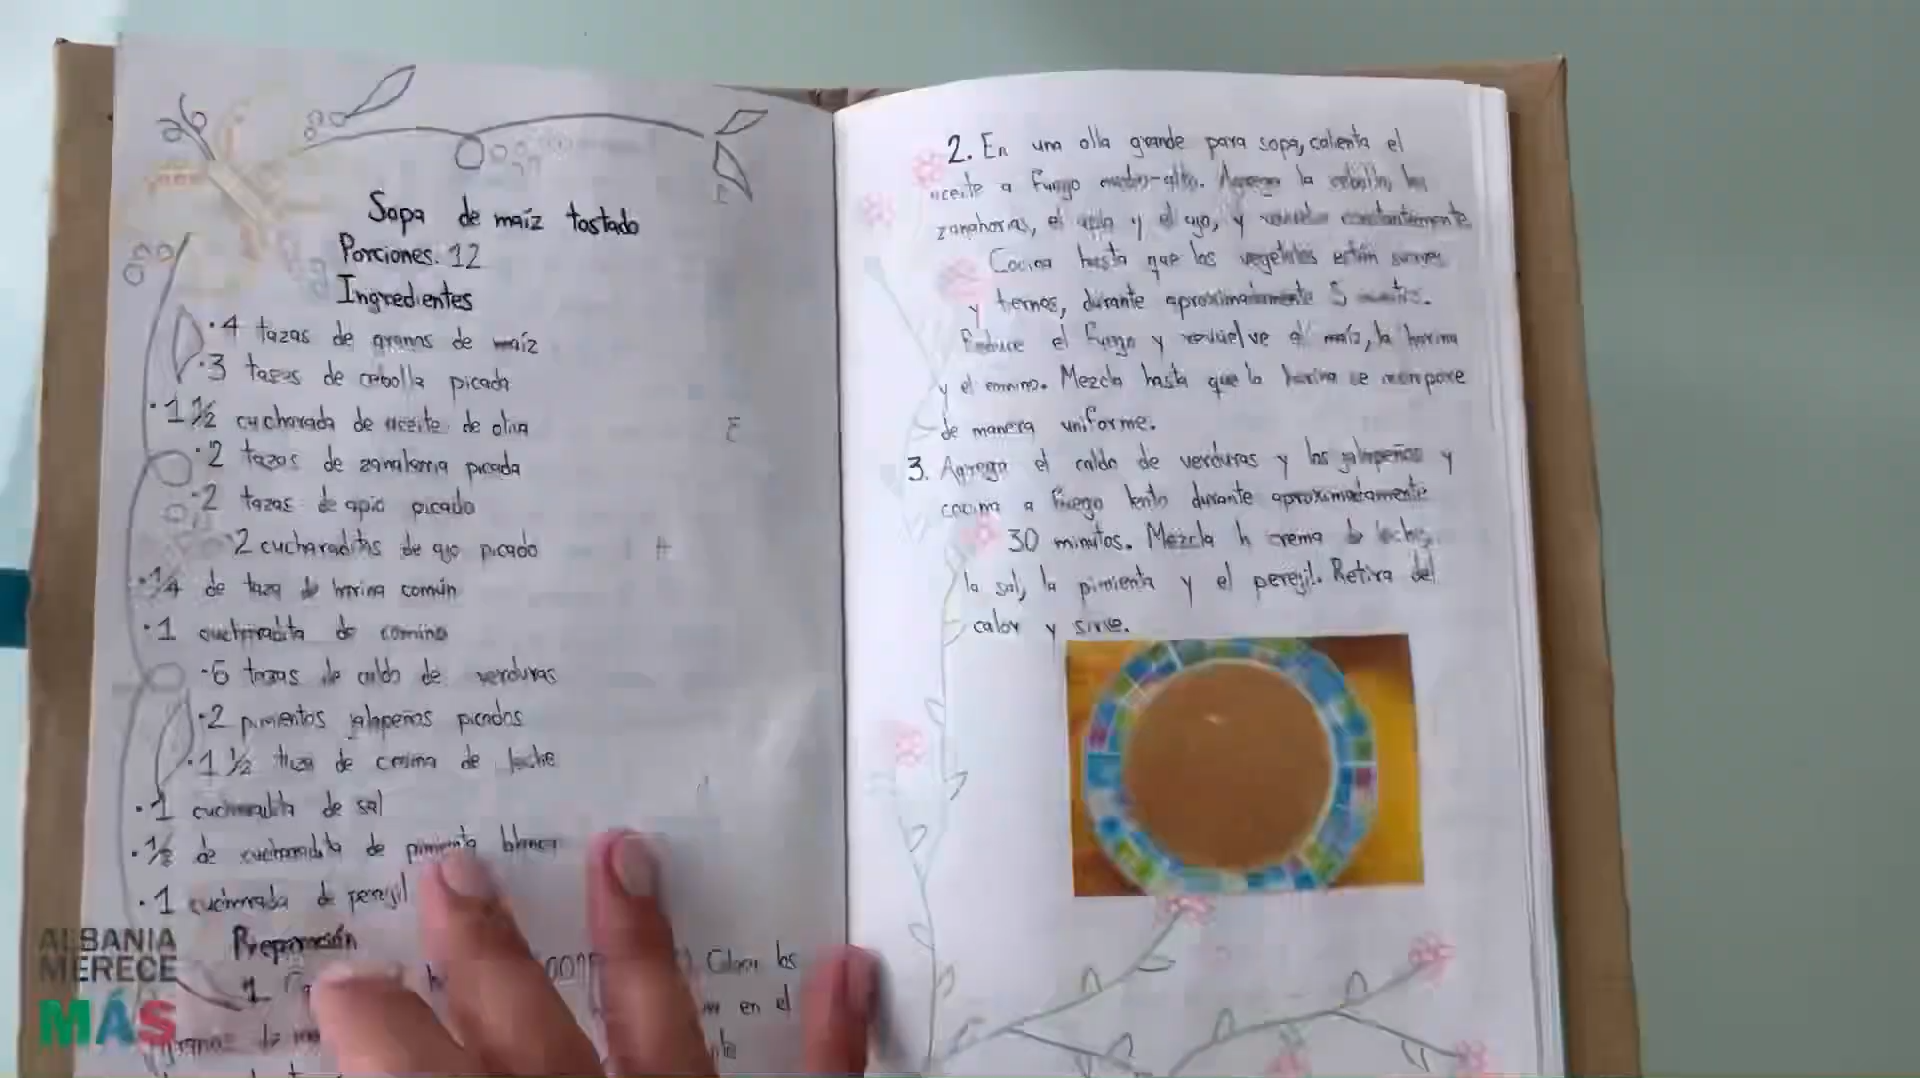 Sopa de maíz tostado
Porciones. 12
Ingredientes
·4 tazas de granos de maíz
·3 tazas de cebolla picada
·1 1/2 cucharada de aceite de oliva
·2 tazas de zanahoria picada
·2 tazas de apio picado
2 cucharaditas de ajo picado
·1/4 de taza de harina común
·1 cucharadita de comino
·6 tazas de caldo de verduras
·2 pimientos jalapeños picados
·1 1/2 taza de crema de leche
·1 cucharadita de sal
·1/2 de cucharadita de pimienta blanca
·1 cucharada de perejil
Preparación
1 Coloca los
en el
2. En una olla grande para sopa, calienta el
aceite a fuego medio-alto. Agrega la cebolla, las
zanahorias, el apio y el ajo, y revuelve constantemente.
Cocina hasta que los vegetales estén suaves
y tiernos, durante aproximadamente 5 minutos.
Reduce el fuego y revuelve el maíz, la harina
y el comino. Mezcla hasta que la harina se incorpore
de manera uniforme.
3. Agrega el caldo de verduras y los jalapeños y
cocina a fuego lento durante aproximadamente
30 minutos. Mezcla la crema de leche,
la sal, la pimienta y el perejil. Retira del
calor y sirve.
ALBANIA
MERECE
MÁS